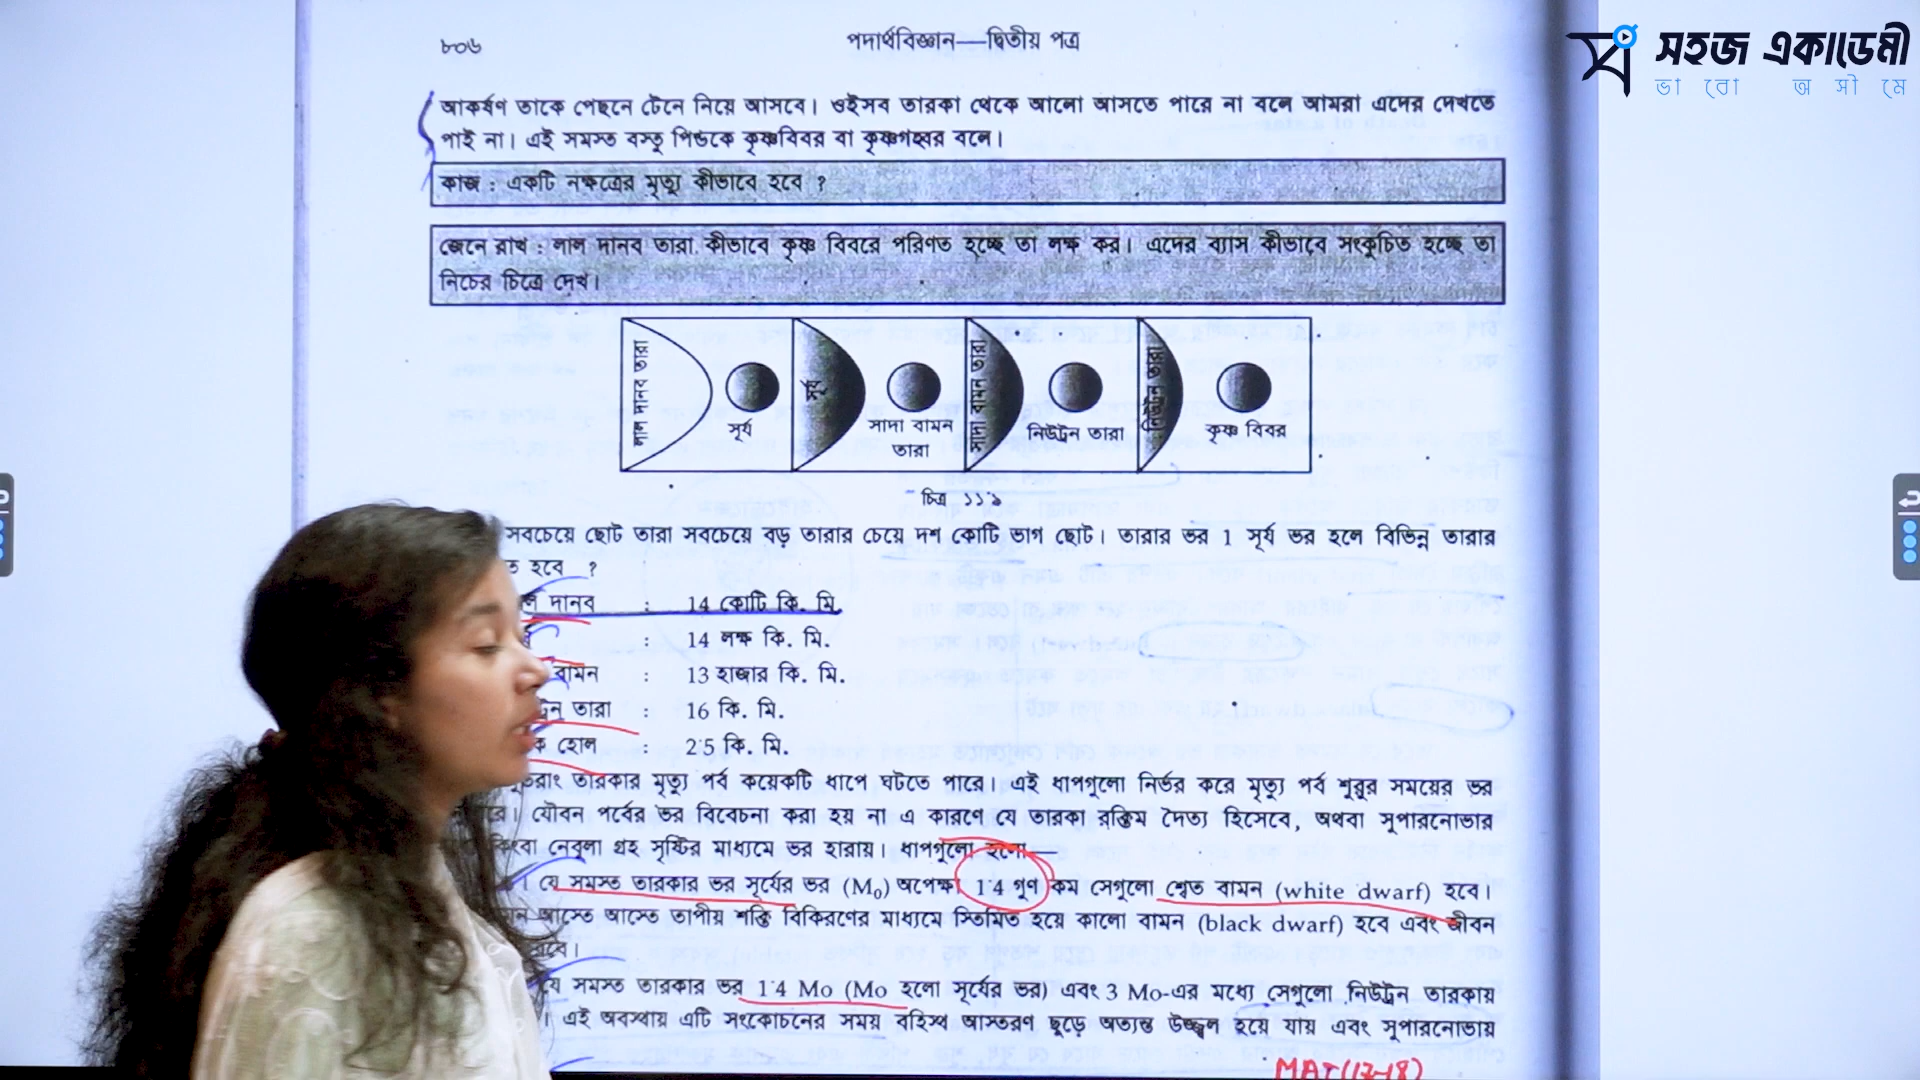 ৮০৬
পদার্থবিজ্ঞান—দ্বিতীয় পত্র
সহজ একাডেমী
ভাবো অসীমে
আকর্ষণ তাকে পেছনে টেনে নিয়ে আসবে। ওইসব তারকা থেকে আলো আসতে পারে না বলে আমরা এদের দেখতে
পাই না। এই সমস্ত বস্তু পিণ্ডকে কৃষ্ণবিবর বা কৃষ্ণগহ্বর বলে।
কাজ : একটি নক্ষত্রের মৃত্যু কীভাবে হবে ?
জেনে রাখ : লাল দানব তারা কীভাবে কৃষ্ণ বিবরে পরিণত হচ্ছে তা লক্ষ কর। এদের ব্যাস কীভাবে সংকুচিত হচ্ছে তা
নিচের চিত্রে দেখ।
লাল দানব তারা
সূর্য
সূর্য
সাদা বামন
তারা
সাদা বামন তারা
নিউট্রন তারা
নিউট্রন তারা
কৃষ্ণ বিবর
চিত্র ১১·৯
সবচেয়ে ছোট তারা সবচেয়ে বড় তারার চেয়ে দশ কোটি ভাগ ছোট। তারার ভর 1 সূর্য ভর হলে বিভিন্ন তারার
ত হবে ?
দানব : 14 কোটি কি. মি.
: 14 লক্ষ কি. মি.
বামন : 13 হাজার কি. মি.
ট্রন তারা : 16 কি. মি.
ক হোল : 2·5 কি. মি.
তরাং তারকার মৃত্যু পর্ব কয়েকটি ধাপে ঘটতে পারে। এই ধাপগুলো নির্ভর করে মৃত্যু পর্ব শুরুর সময়ের ভর
রে। যৌবন পর্বের ভর বিবেচনা করা হয় না এ কারণে যে তারকা রক্তিম দৈত্য হিসেবে, অথবা সুপারনোভার
কিংবা নেবুলা গ্রহ সৃষ্টির মাধ্যমে ভর হারায়। ধাপগুলো হলো—
। যে সমস্ত তারকার ভর সূর্যের ভর (M₀) অপেক্ষা 1·4 গুণ কম সেগুলো শ্বেত বামন (white dwarf) হবে।
মন আস্তে আস্তে তাপীয় শক্তি বিকিরণের মাধ্যমে স্তিমিত হয়ে কালো বামন (black dwarf) হবে এবং জীবন
াবে।
যে সমস্ত তারকার ভর 1·4 Mo (Mo হলো সূর্যের ভর) এবং 3 Mo-এর মধ্যে সেগুলো নিউট্রন তারকায়
। এই অবস্থায় এটি সংকোচনের সময় বহিস্থ আস্তরণ ছুড়ে অত্যন্ত উজ্জ্বল হয়ে যায় এবং সুপারনোভায়
MAT (17-18)